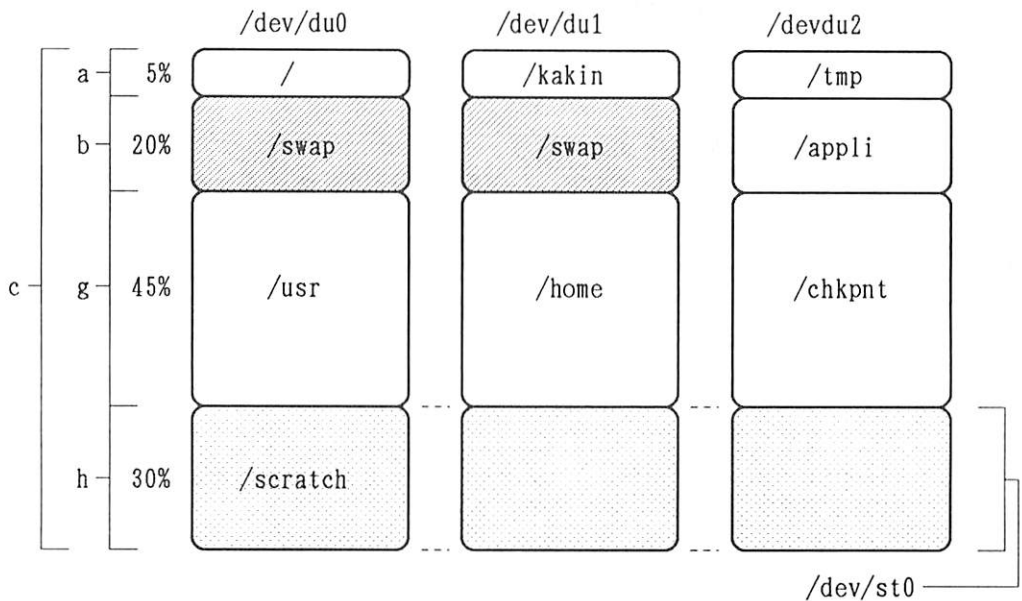 /dev/du0 /dev/du1 /devdu2
a 5% / /kakin /tmp
b 20% /swap /swap /appli
c g 45% /usr /home /chkpnt
h 30% /scratch
/dev/st0